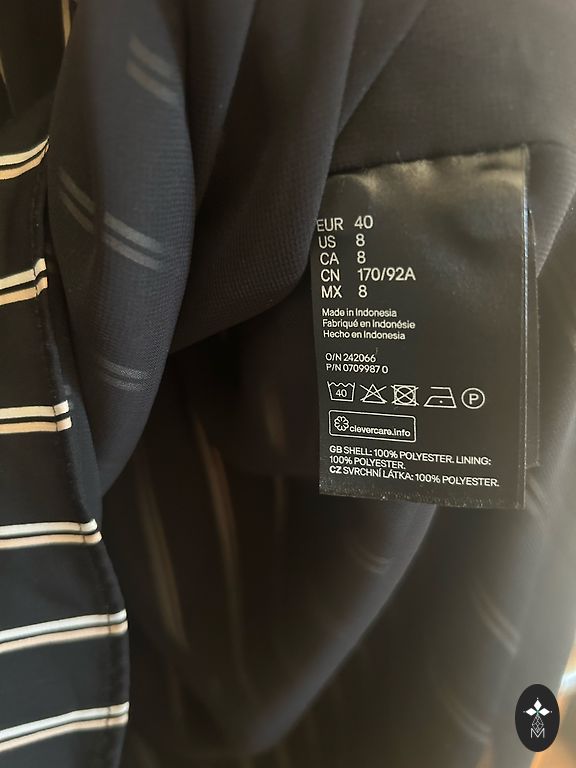 EUR 40
US 8
CA 8
CN 170/92A
MX 8
Made in Indonesia
Fabriqué en Indonésie
Hecho en Indonesia
O/N 242066
P/N 0709987 0
40 P
clevercare.info
GB SHELL: 100% POLYESTER. LINING:
100% POLYESTER.
CZ SVRCHNÍ LÁTKA: 100% POLYESTER.
M